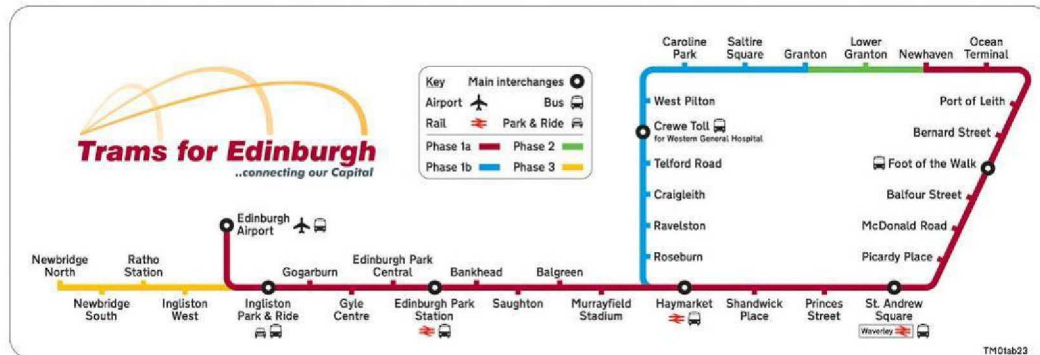 Trams for Edinburgh
..connecting our Capital
Key Main interchanges
Airport Bus
Rail Park & Ride
Phase 1a Phase 2
Phase 1b Phase 3
Caroline
Park
Saltire
Square
Granton
Lower
Granton
Newhaven
Ocean
Terminal
West Pilton
Crewe Toll
for Western General Hospital
Telford Road
Craigleith
Ravelston
Roseburn
Port of Leith
Bernard Street
Foot of the Walk
Balfour Street
McDonald Road
Picardy Place
Edinburgh
Airport
Newbridge
North
Newbridge
South
Ratho
Station
Ingliston
West
Ingliston
Park & Ride
Gogarburn
Gyle
Centre
Edinburgh Park
Central
Edinburgh Park
Station
Bankhead
Saughton
Balgreen
Murrayfield
Stadium
Haymarket
Shandwick
Place
Princes
Street
St. Andrew
Square
Waverley
TM01ab23